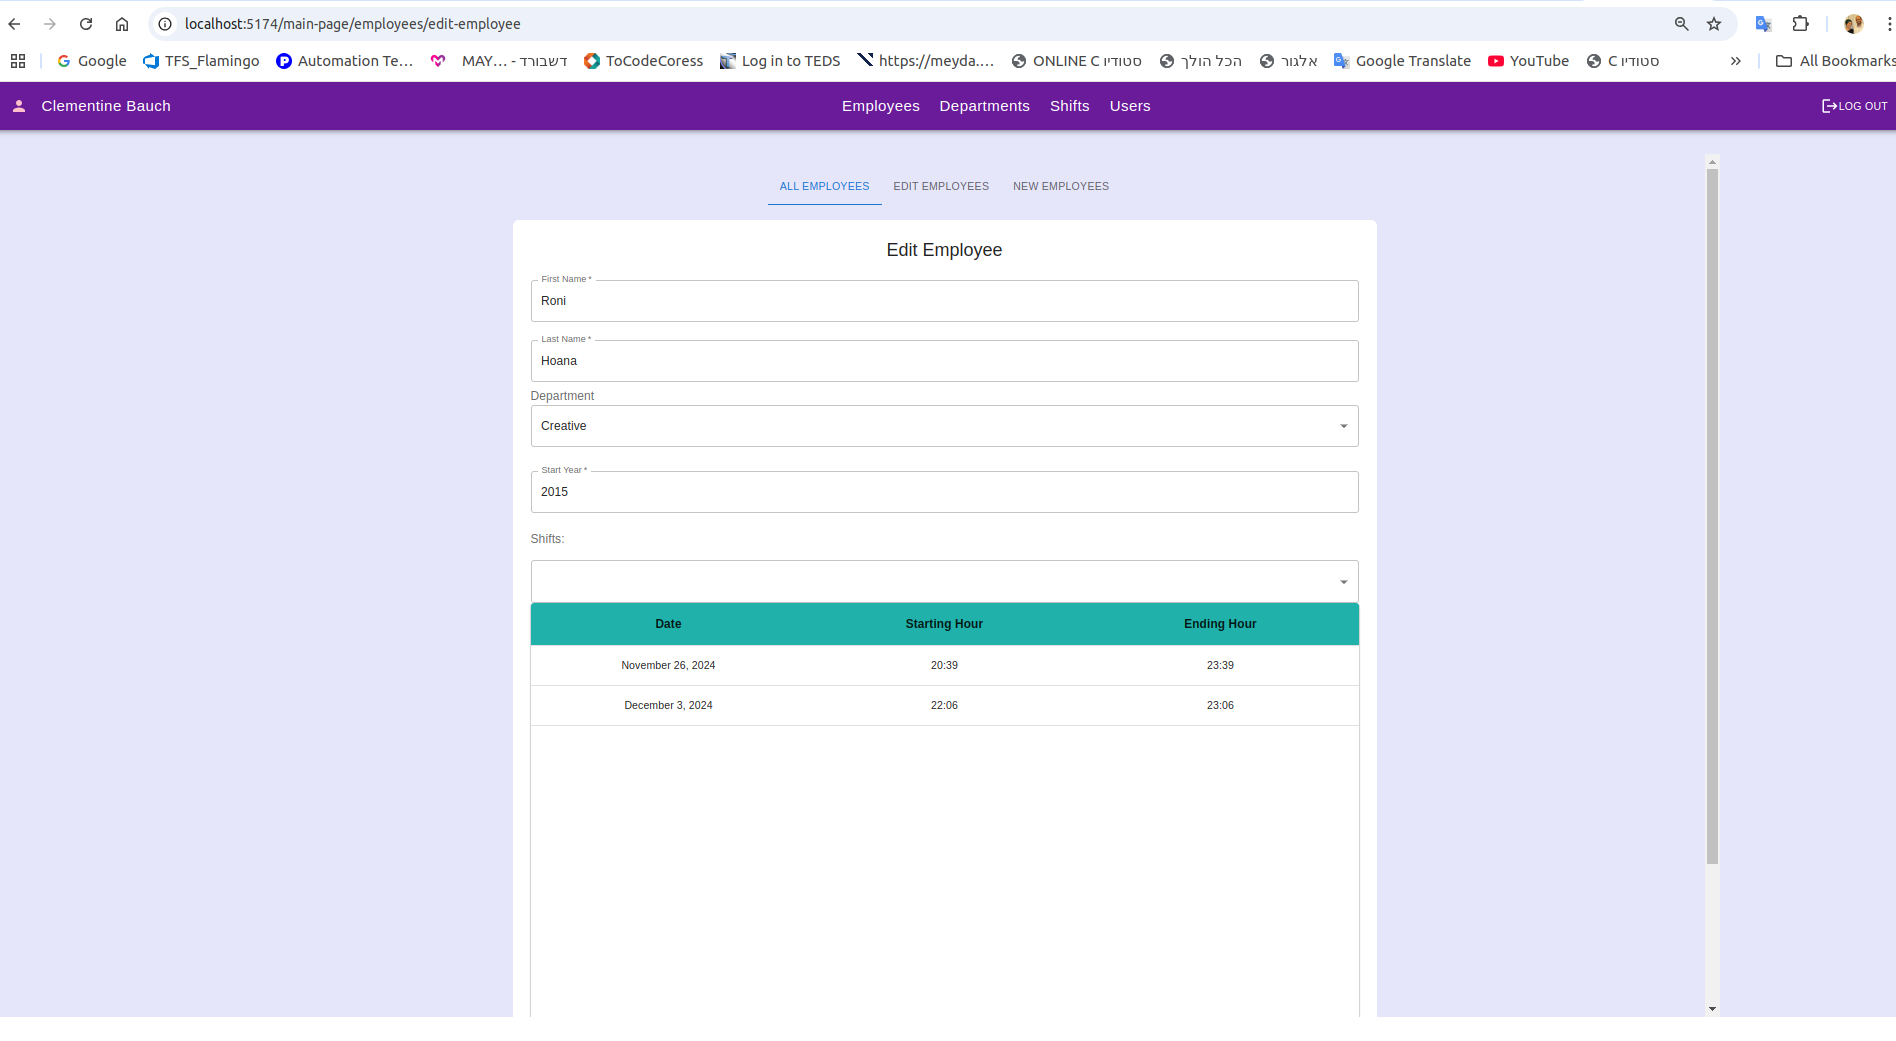 localhost:5174/main-page/employees/edit-employee
Google TFS_Flamingo Automation Te… MAY… - דשבורד ToCodeCoress Log in to TEDS https://meyda.… ONLINE C סטודיו הכל הולך אלגור Google Translate YouTube C סטודיו » All Bookmarks
Clementine Bauch Employees Departments Shifts Users LOG OUT
ALL EMPLOYEES EDIT EMPLOYEES NEW EMPLOYEES
Edit Employee
First Name *
Roni
Last Name *
Hoana
Department
Creative
Start Year *
2015
Shifts:
Date Starting Hour Ending Hour
November 26, 2024 20:39 23:39
December 3, 2024 22:06 23:06